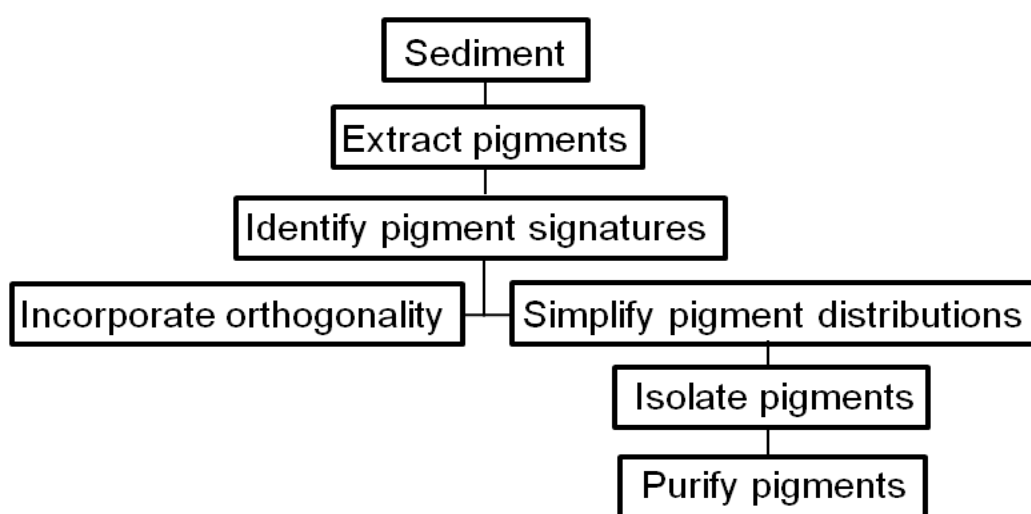 Sediment
Extract pigments
Identify pigment signatures
Incorporate orthogonality
Simplify pigment distributions
Isolate pigments
Purify pigments